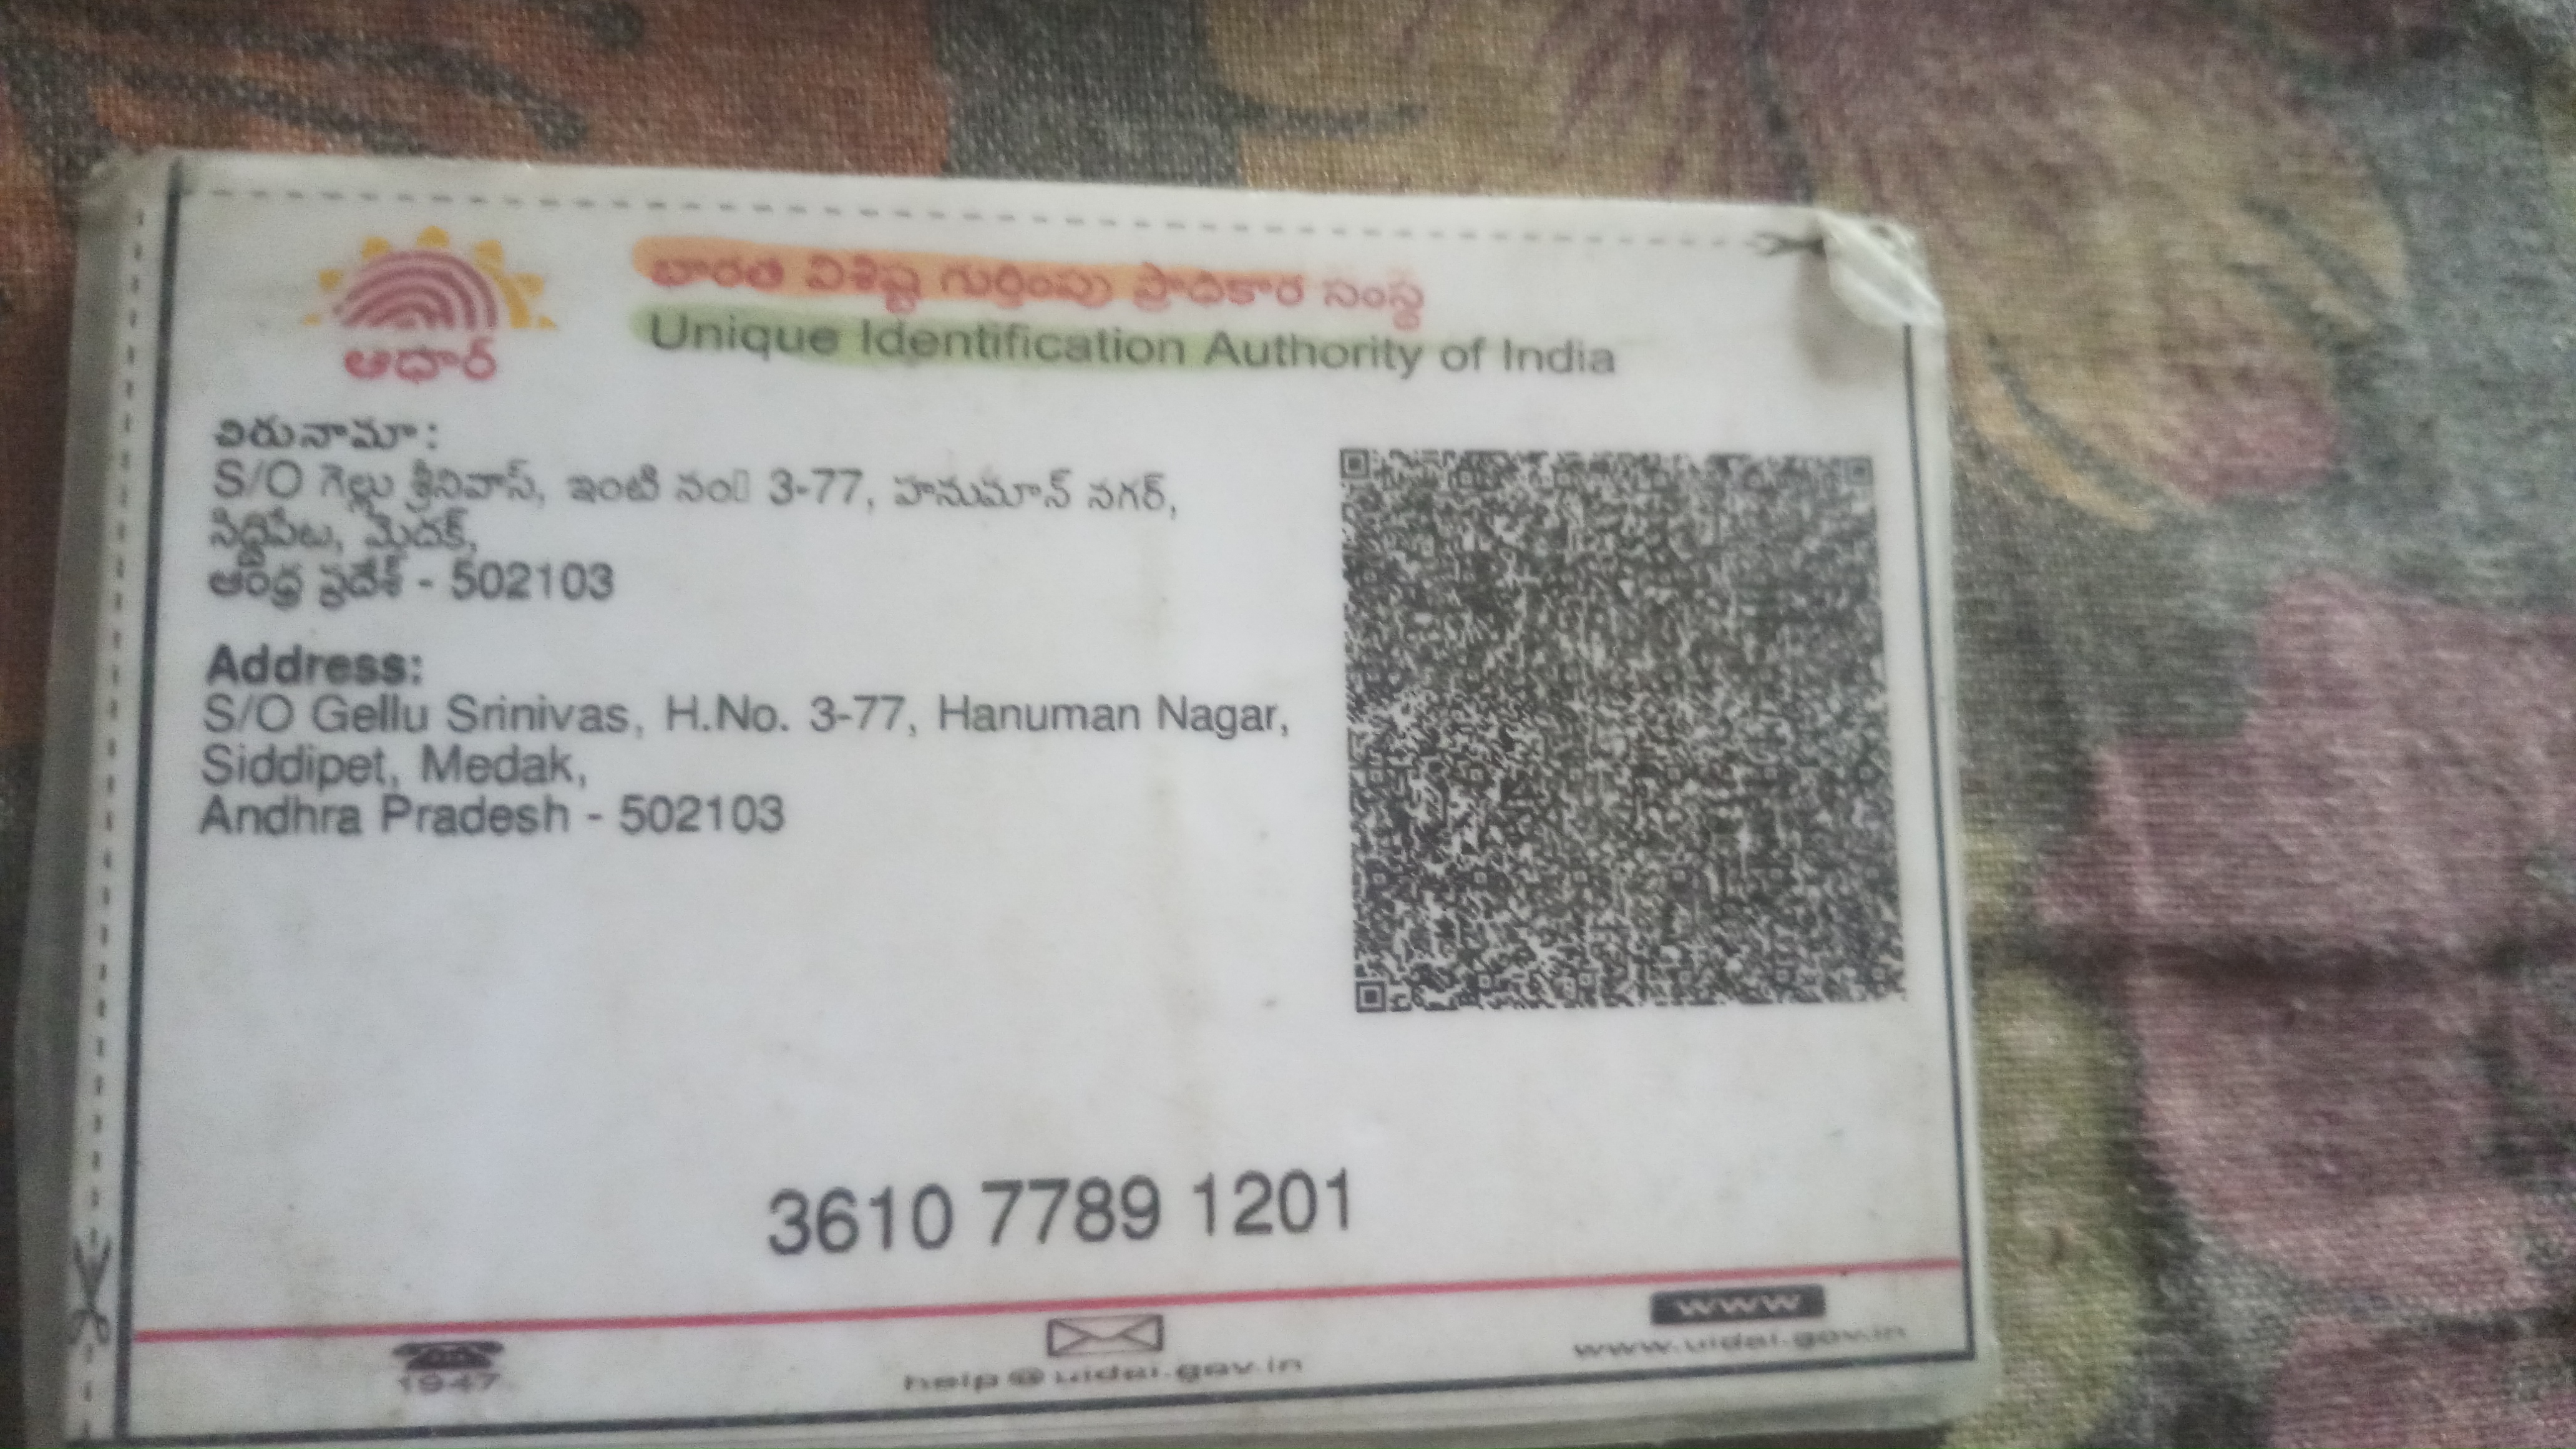 ఆధార్
భారత విశిష్ట గుర్తింపు ప్రాధికార సంస్థ
Unique Identification Authority of India
చిరునామా:
S/O గెల్లు శ్రీనివాస్, ఇంటి నం▯ 3-77, హనుమాన్ నగర్,
సిద్దిపేట, మెదక్,
ఆంధ్ర ప్రదేశ్ - 502103
Address:
S/O Gellu Srinivas, H.No. 3-77, Hanuman Nagar,
Siddipet, Medak,
Andhra Pradesh - 502103
3610 7789 1201
1947
help@uidai.gov.in
www
www.uidai.gov.in